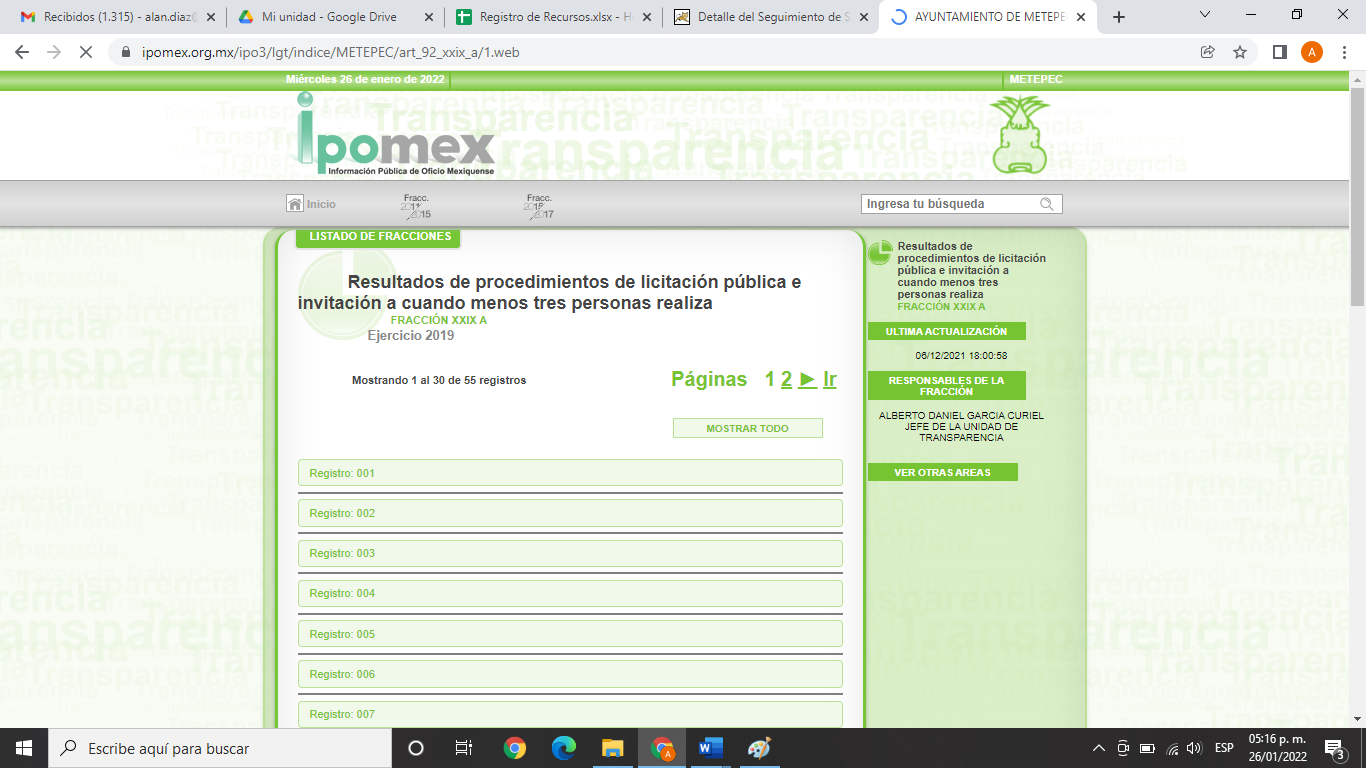 Recibidos (1.315) - alan.diaz@
Mi unidad - Google Drive
Registro de Recursos.xlsx - H
Detalle del Seguimiento de S
AYUNTAMIENTO DE METEPE
ipomex.org.mx/ipo3/lgt/indice/METEPEC/art_92_xxix_a/1.web
A
Miércoles 26 de enero de 2022
METEPEC
ipomex
Información Pública de Oficio Mexiquense
Transparencia
Inicio
Fracc.
2015
Fracc.
2017
Ingresa tu búsqueda
LISTADO DE FRACCIONES
Resultados de procedimientos de licitación pública e
invitación a cuando menos tres personas realiza
FRACCIÓN XXIX A
Ejercicio 2019
Mostrando 1 al 30 de 55 registros
Páginas 1 2 ► Ir
MOSTRAR TODO
Registro: 001
Registro: 002
Registro: 003
Registro: 004
Registro: 005
Registro: 006
Registro: 007
Resultados de
procedimientos de licitación
pública e invitación a
cuando menos tres
personas realiza
FRACCIÓN XXIX A
ULTIMA ACTUALIZACIÓN
06/12/2021 18:00:58
RESPONSABLES DE LA
FRACCIÓN
ALBERTO DANIEL GARCIA CURIEL
JEFE DE LA UNIDAD DE
TRANSPARENCIA
VER OTRAS AREAS
Escribe aquí para buscar
ESP
05:16 p. m.
26/01/2022
3